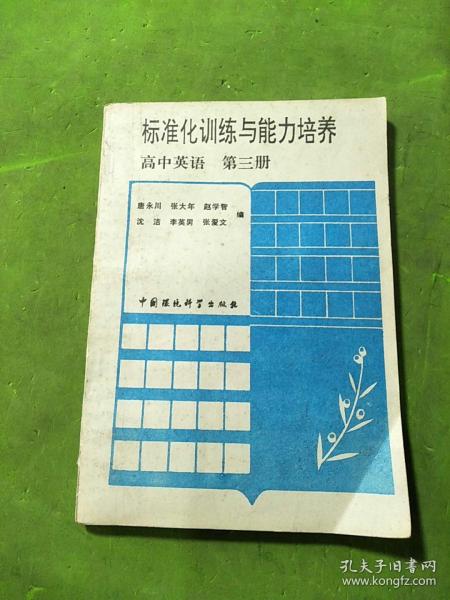 标准化训练与能力培养
高中英语 第三册
唐永川 张大年 赵学智
沈 洁 李英男 张爱文 编
中国环境科学出版社
孔夫子旧书网
www.kongfz.com